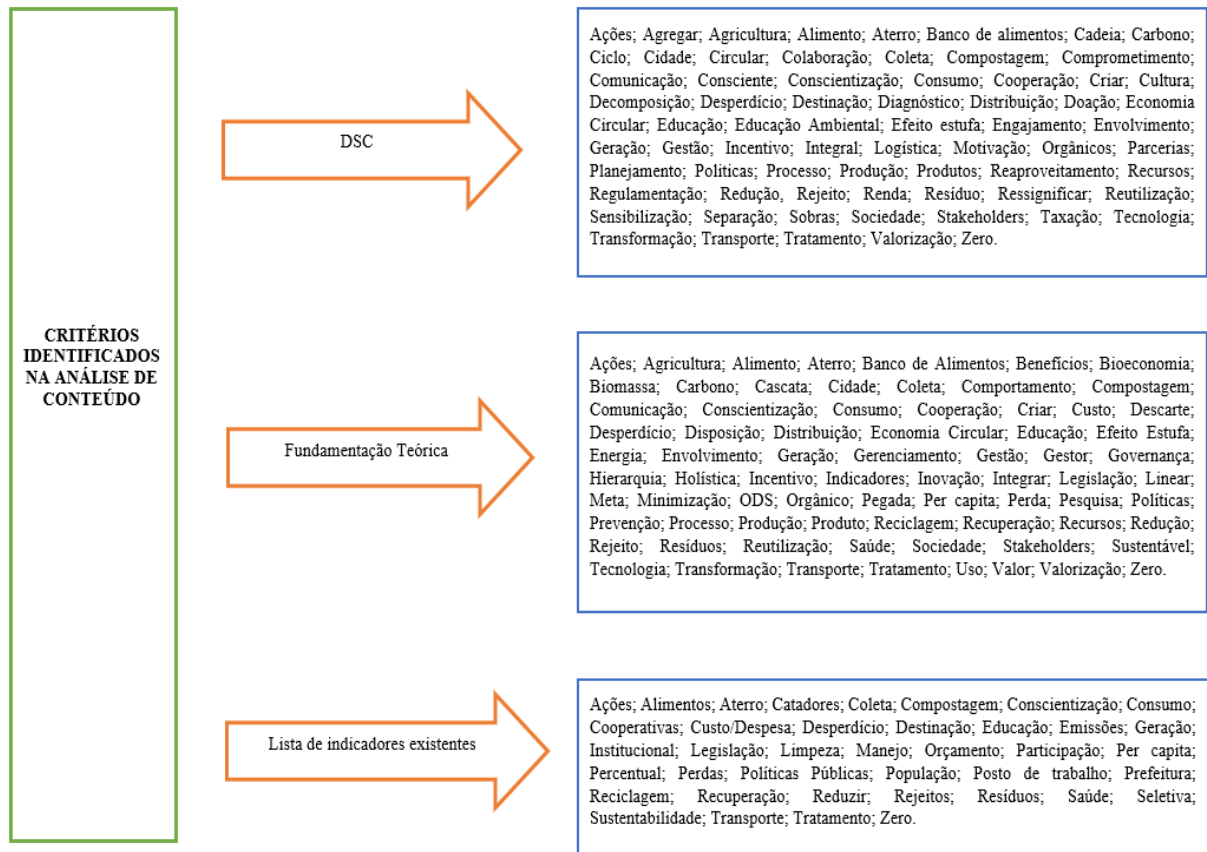 CRITÉRIOS
IDENTIFICADOS
NA ANÁLISE DE
CONTEÚDO
DSC
Ações; Agregar; Agricultura; Alimento; Aterro; Banco de alimentos; Cadeia; Carbono;
Ciclo; Cidade; Circular; Colaboração; Coleta; Compostagem; Comprometimento;
Comunicação; Consciente; Conscientização; Consumo; Cooperação; Criar; Cultura;
Decomposição; Desperdício; Destinação; Diagnóstico; Distribuição; Doação; Economia
Circular; Educação; Educação Ambiental; Efeito estufa; Engajamento; Envolvimento;
Geração; Gestão; Incentivo; Integral; Logística; Motivação; Orgânicos; Parcerias;
Planejamento; Políticas; Processo; Produção; Produtos; Reaproveitamento; Recursos;
Regulamentação; Redução, Rejeito; Renda; Resíduo; Ressignificar; Reutilização;
Sensibilização; Separação; Sobras; Sociedade; Stakeholders; Taxação; Tecnologia;
Transformação; Transporte; Tratamento; Valorização; Zero.
Fundamentação Teórica
Ações; Agricultura; Alimento; Aterro; Banco de Alimentos; Benefícios; Bioeconomia;
Biomassa; Carbono; Cascata; Cidade; Coleta; Comportamento; Compostagem;
Comunicação; Conscientização; Consumo; Cooperação; Criar; Custo; Descarte;
Desperdício; Disposição; Distribuição; Economia Circular; Educação; Efeito Estufa;
Energia; Envolvimento; Geração; Gerenciamento; Gestão; Gestor; Governança;
Hierarquia; Holística; Incentivo; Indicadores; Inovação; Integrar; Legislação; Linear;
Meta; Minimização; ODS; Orgânico; Pegada; Per capita; Perda; Pesquisa; Políticas;
Prevenção; Processo; Produção; Produto; Reciclagem; Recuperação; Recursos; Redução;
Rejeito; Resíduos; Reutilização; Saúde; Sociedade; Stakeholders; Sustentável;
Tecnologia; Transformação; Transporte; Tratamento; Uso; Valor; Valorização; Zero.
Lista de indicadores existentes
Ações; Alimentos; Aterro; Catadores; Coleta; Compostagem; Conscientização; Consumo;
Cooperativas; Custo/Despesa; Desperdício; Destinação; Educação; Emissões; Geração;
Institucional; Legislação; Limpeza; Manejo; Orçamento; Participação; Per capita;
Percentual; Perdas; Políticas Públicas; População; Posto de trabalho; Prefeitura;
Reciclagem; Recuperação; Reduzir; Rejeitos; Resíduos; Saúde; Seletiva;
Sustentabilidade; Transporte; Tratamento; Zero.